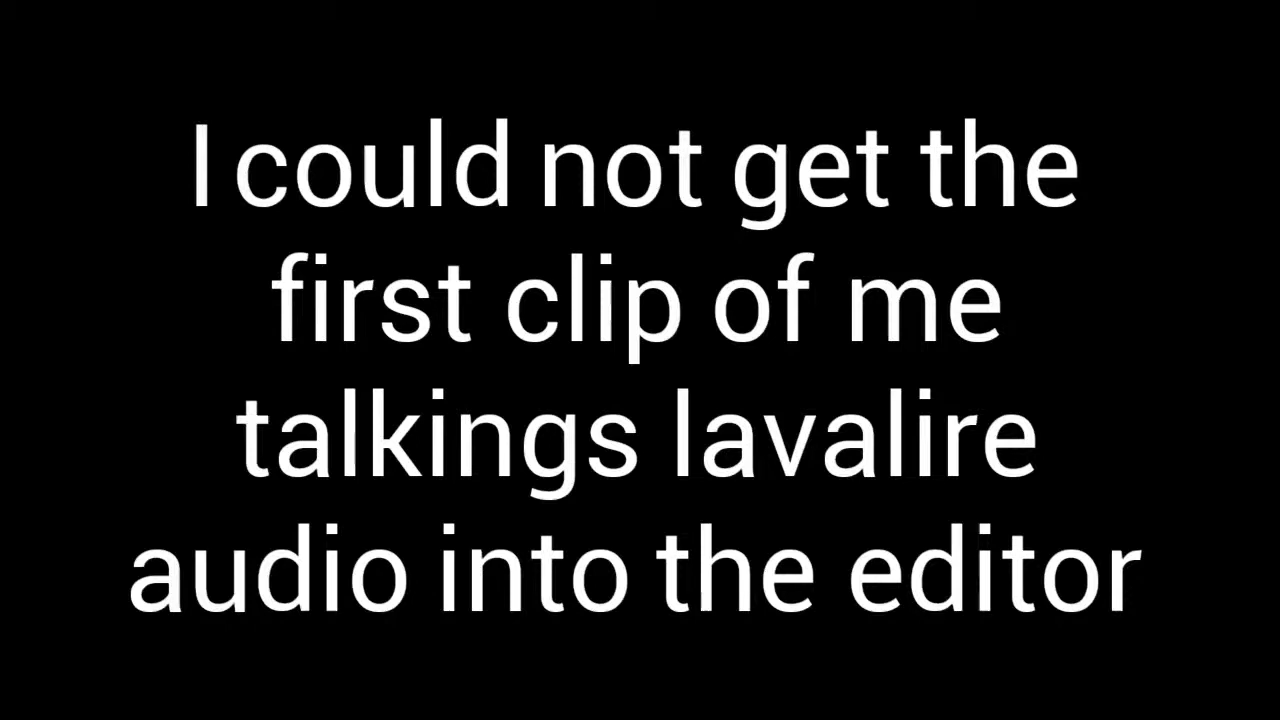 I could not get the
first clip of me
talkings lavalire
audio into the editor